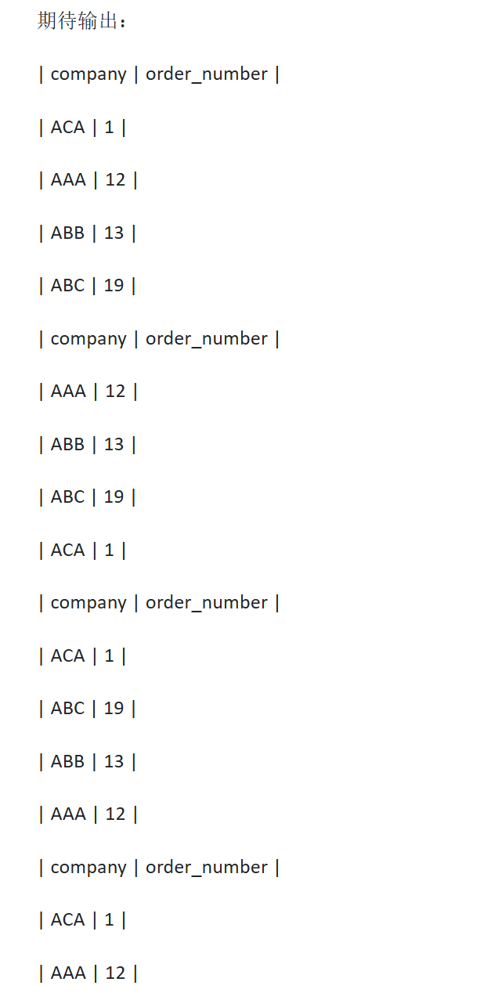 期待输出：
| company | order_number |
| ACA | 1 |
| AAA | 12 |
| ABB | 13 |
| ABC | 19 |
| company | order_number |
| AAA | 12 |
| ABB | 13 |
| ABC | 19 |
| ACA | 1 |
| company | order_number |
| ACA | 1 |
| ABC | 19 |
| ABB | 13 |
| AAA | 12 |
| company | order_number |
| ACA | 1 |
| AAA | 12 |